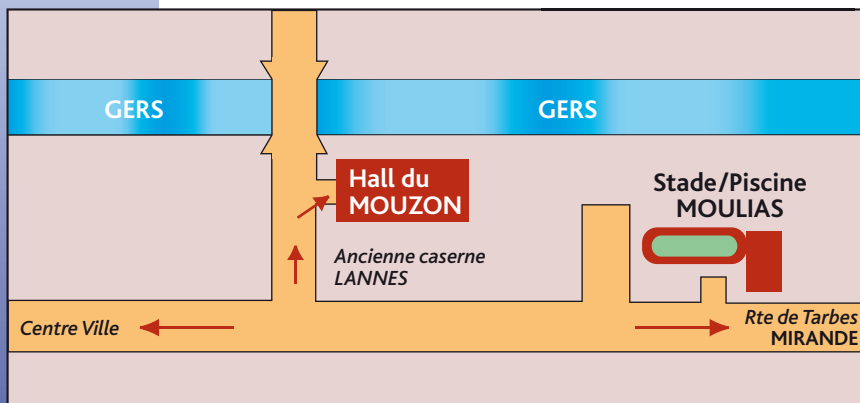 GERS
GERS
Hall du
MOUZON
Stade/Piscine
MOULIAS
Ancienne caserne
LANNES
Centre Ville
Rte de Tarbes
MIRANDE